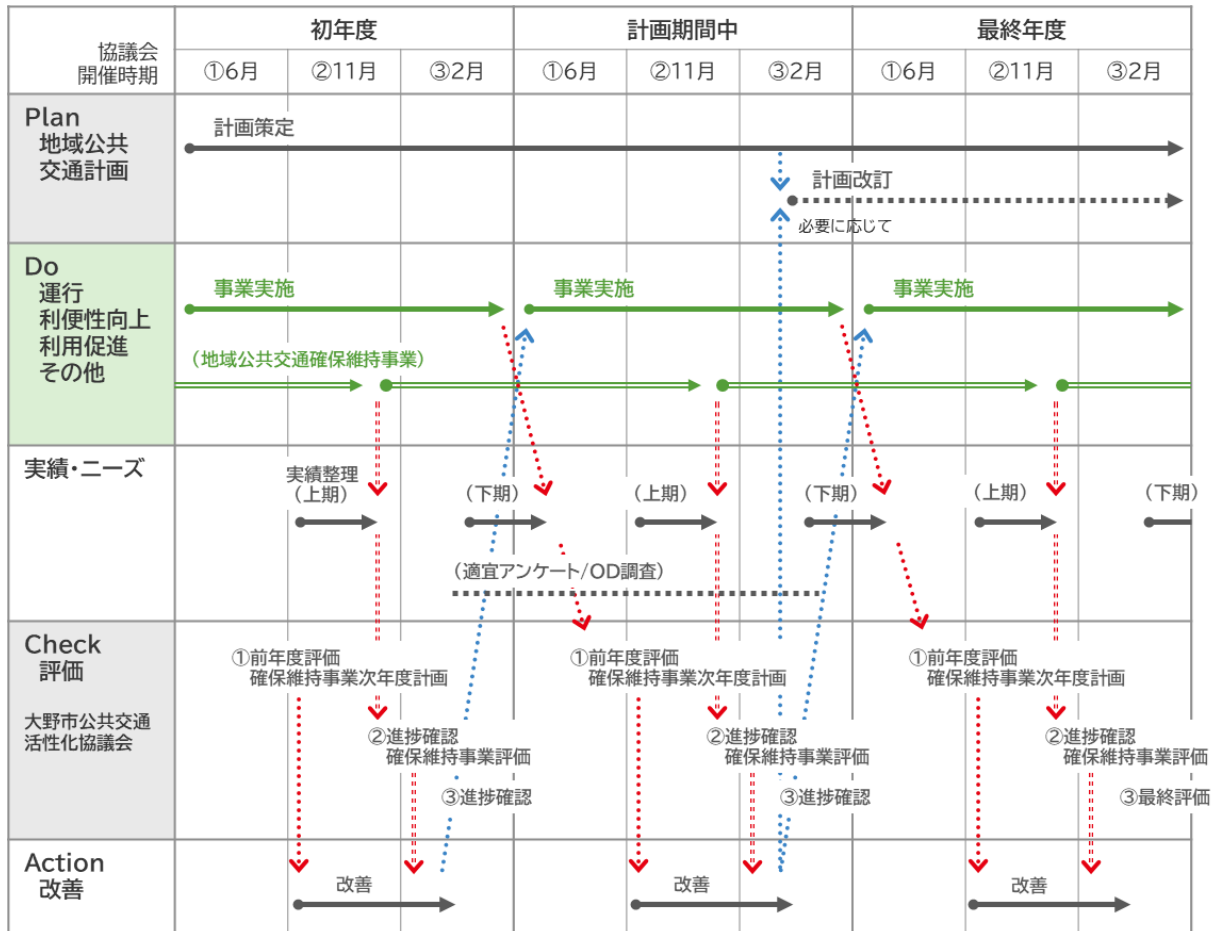 初年度
計画期間中
最終年度
協議会
開催時期
①6月
②11月
③2月
①6月
②11月
③2月
①6月
②11月
③2月
Plan
地域公共
交通計画
計画策定
計画改訂
必要に応じて
Do
運行
利便性向上
利用促進
その他
事業実施
事業実施
事業実施
(地域公共交通確保維持事業)
実績・ニーズ
実績整理
(上期)
(下期)
(上期)
(下期)
(上期)
(下期)
(適宜アンケート/OD調査)
Check
評価
大野市公共交通
活性化協議会
①前年度評価
確保維持事業次年度計画
②進捗確認
確保維持事業評価
③進捗確認
①前年度評価
確保維持事業次年度計画
②進捗確認
確保維持事業評価
③進捗確認
①前年度評価
確保維持事業次年度計画
②進捗確認
確保維持事業評価
③最終評価
Action
改善
改善
改善
改善